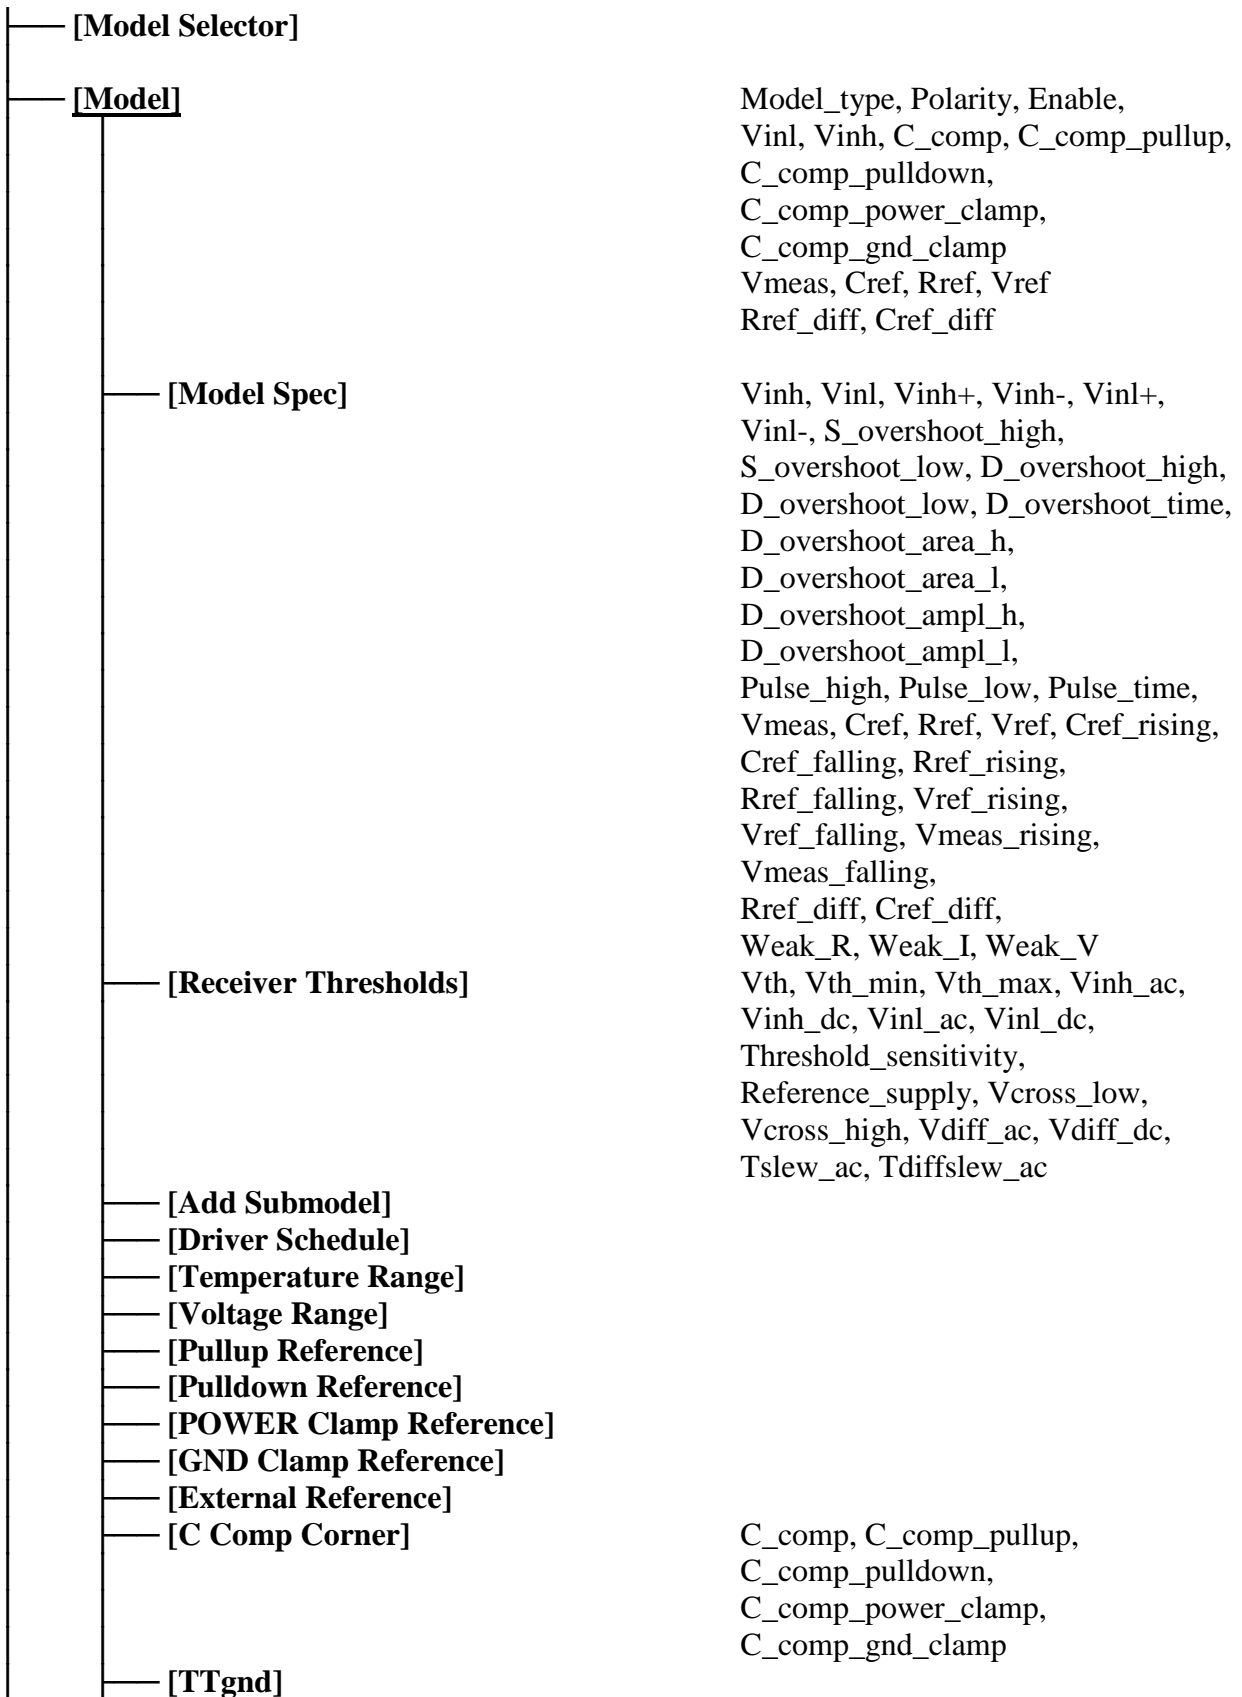 [Model Selector]
[Model] Model_type, Polarity, Enable,
Vinl, Vinh, C_comp, C_comp_pullup,
C_comp_pulldown,
C_comp_power_clamp,
C_comp_gnd_clamp
Vmeas, Cref, Rref, Vref
Rref_diff, Cref_diff
[Model Spec] Vinh, Vinl, Vinh+, Vinh-, Vinl+,
Vinl-, S_overshoot_high,
S_overshoot_low, D_overshoot_high,
D_overshoot_low, D_overshoot_time,
D_overshoot_area_h,
D_overshoot_area_l,
D_overshoot_ampl_h,
D_overshoot_ampl_l,
Pulse_high, Pulse_low, Pulse_time,
Vmeas, Cref, Rref, Vref, Cref_rising,
Cref_falling, Rref_rising,
Rref_falling, Vref_rising,
Vref_falling, Vmeas_rising,
Vmeas_falling,
Rref_diff, Cref_diff,
Weak_R, Weak_I, Weak_V
[Receiver Thresholds] Vth, Vth_min, Vth_max, Vinh_ac,
Vinh_dc, Vinl_ac, Vinl_dc,
Threshold_sensitivity,
Reference_supply, Vcross_low,
Vcross_high, Vdiff_ac, Vdiff_dc,
Tslew_ac, Tdiffslew_ac
[Add Submodel]
[Driver Schedule]
[Temperature Range]
[Voltage Range]
[Pullup Reference]
[Pulldown Reference]
[POWER Clamp Reference]
[GND Clamp Reference]
[External Reference]
[C Comp Corner] C_comp, C_comp_pullup,
C_comp_pulldown,
C_comp_power_clamp,
C_comp_gnd_clamp
[TTgnd]